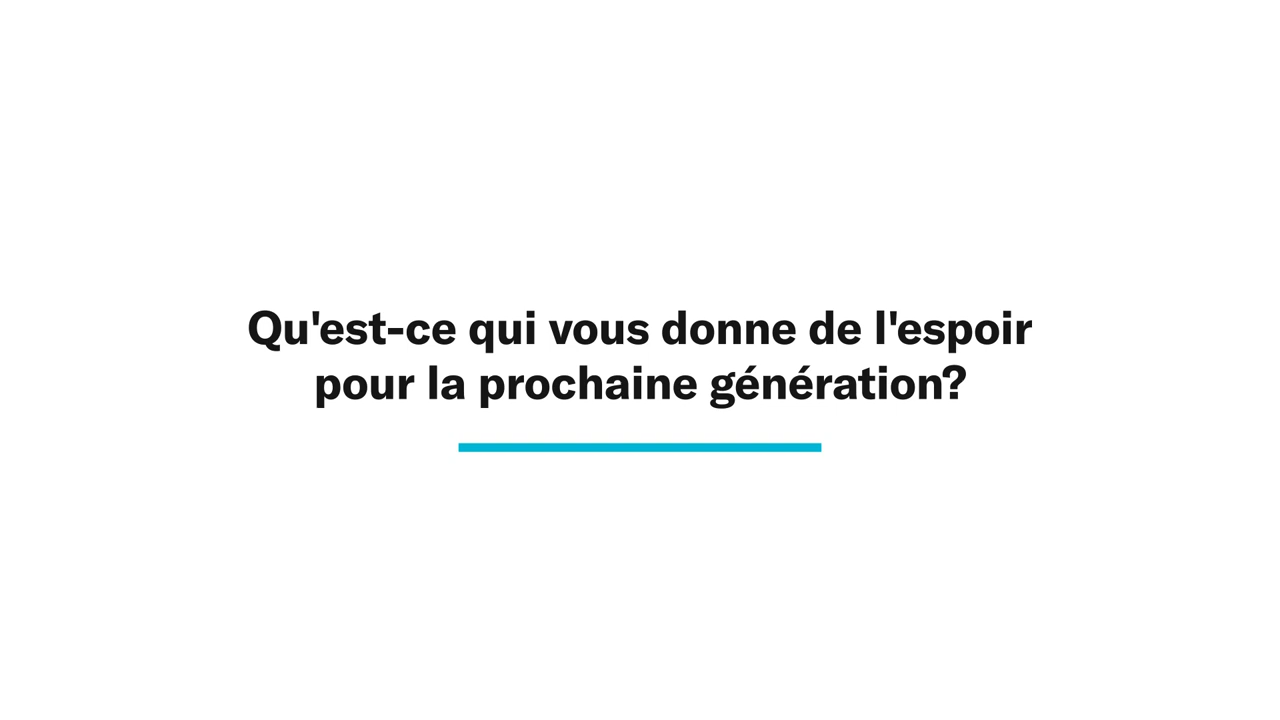 Qu'est-ce qui vous donne de l'espoir
pour la prochaine génération?